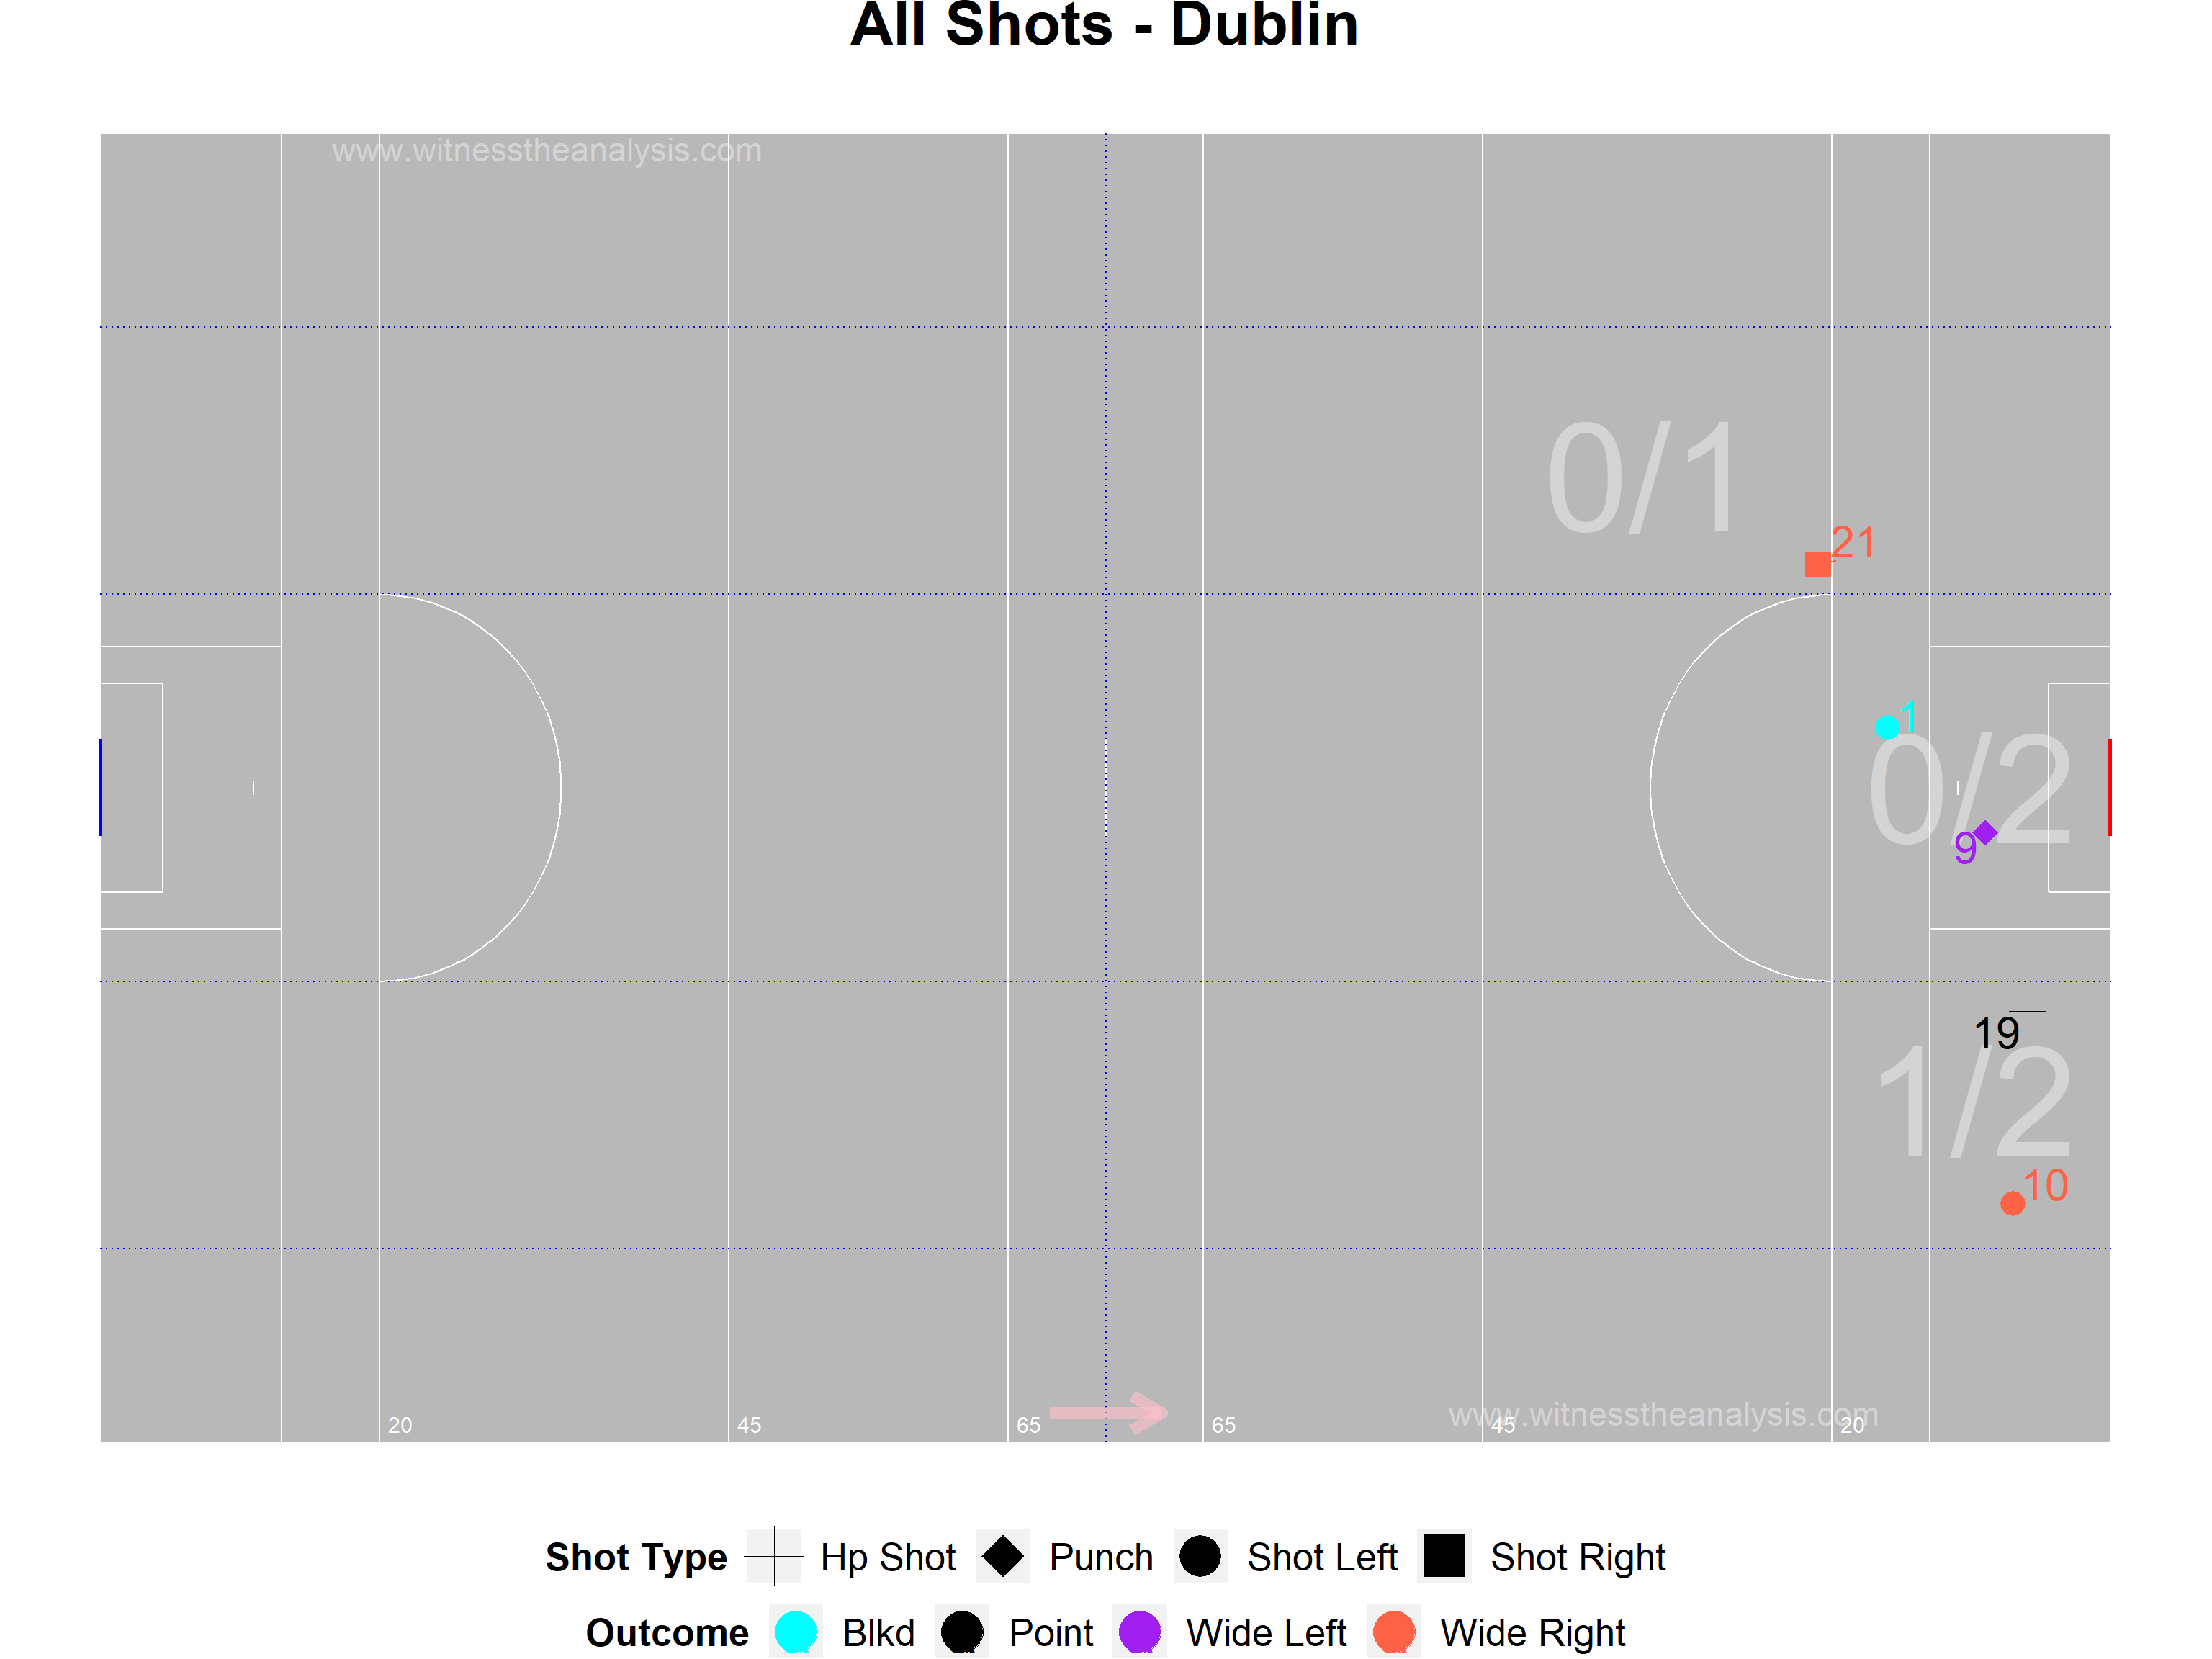 All Shots - Dublin
www.witnesstheanalysis.com
0/1
21
1
0/2
9
19
1/2
10
www.witnesstheanalysis.com
20 45 65 65 45 20
Shot Type Hp Shot Punch Shot Left Shot Right
Outcome Blkd Point Wide Left Wide Right